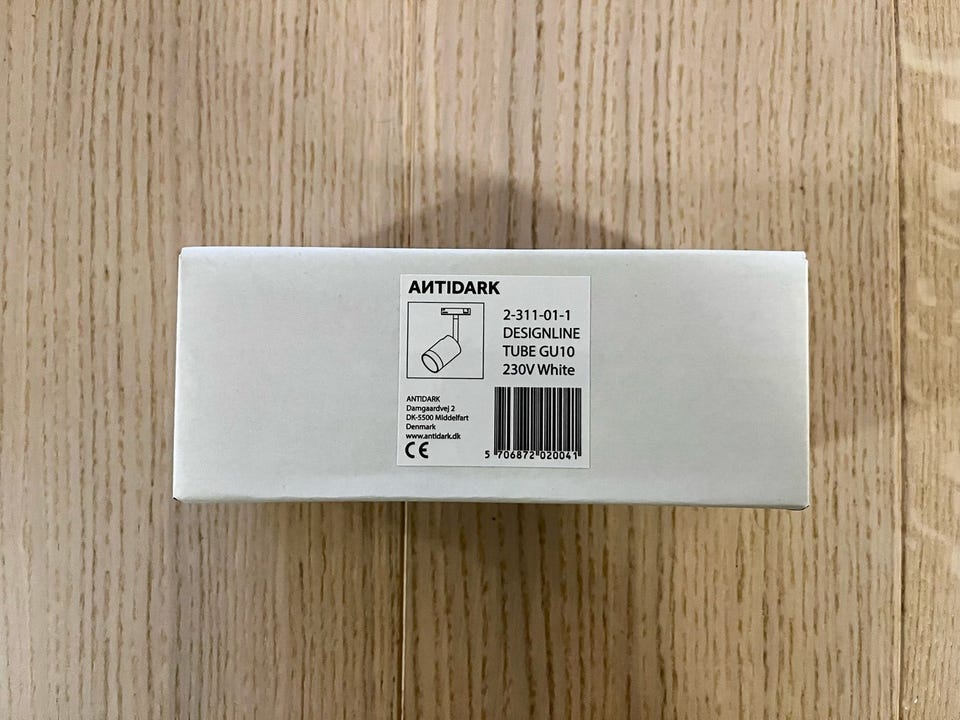 ANTIDARK
2-311-01-1
DESIGNLINE
TUBE GU10
230V White
ANTIDARK
Damgaardvej 2
DK-5500 Middelfart
Denmark
www.antidark.dk
CE
5 706872 020041